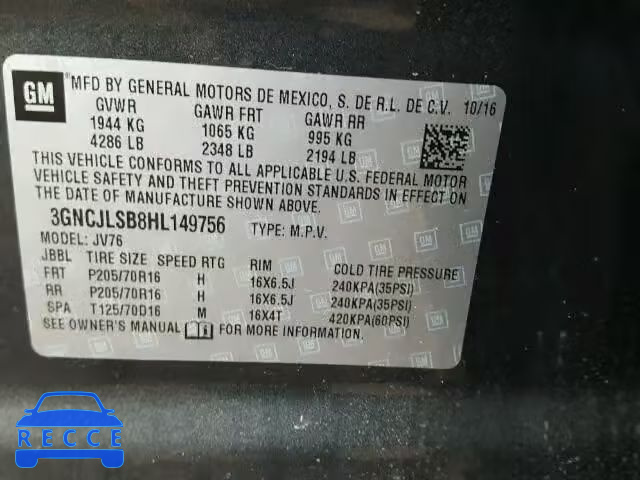 GM
MFD BY GENERAL MOTORS DE MEXICO, S. DE R.L. DE C.V. 10/16
GVWR GAWR FRT GAWR RR
1944 KG 1065 KG 995 KG
4286 LB 2348 LB 2194 LB
THIS VEHICLE CONFORMS TO ALL APPLICABLE U.S. FEDERAL MOTOR
VEHICLE SAFETY AND THEFT PREVENTION STANDARDS IN EFFECT ON
THE DATE OF MANUFACTURE SHOWN ABOVE.
3GNCJLSB8HL149756 TYPE: M.P.V.
MODEL: JV76
JBBL TIRE SIZE SPEED RTG RIM COLD TIRE PRESSURE
FRT P205/70R16 H 16X6.5J 240KPA(35PSI)
RR P205/70R16 H 16X6.5J 240KPA(35PSI)
SPA T125/70D16 M 16X4T 420KPA(60PSI)
SEE OWNER'S MANUAL FOR MORE INFORMATION.
RECCE